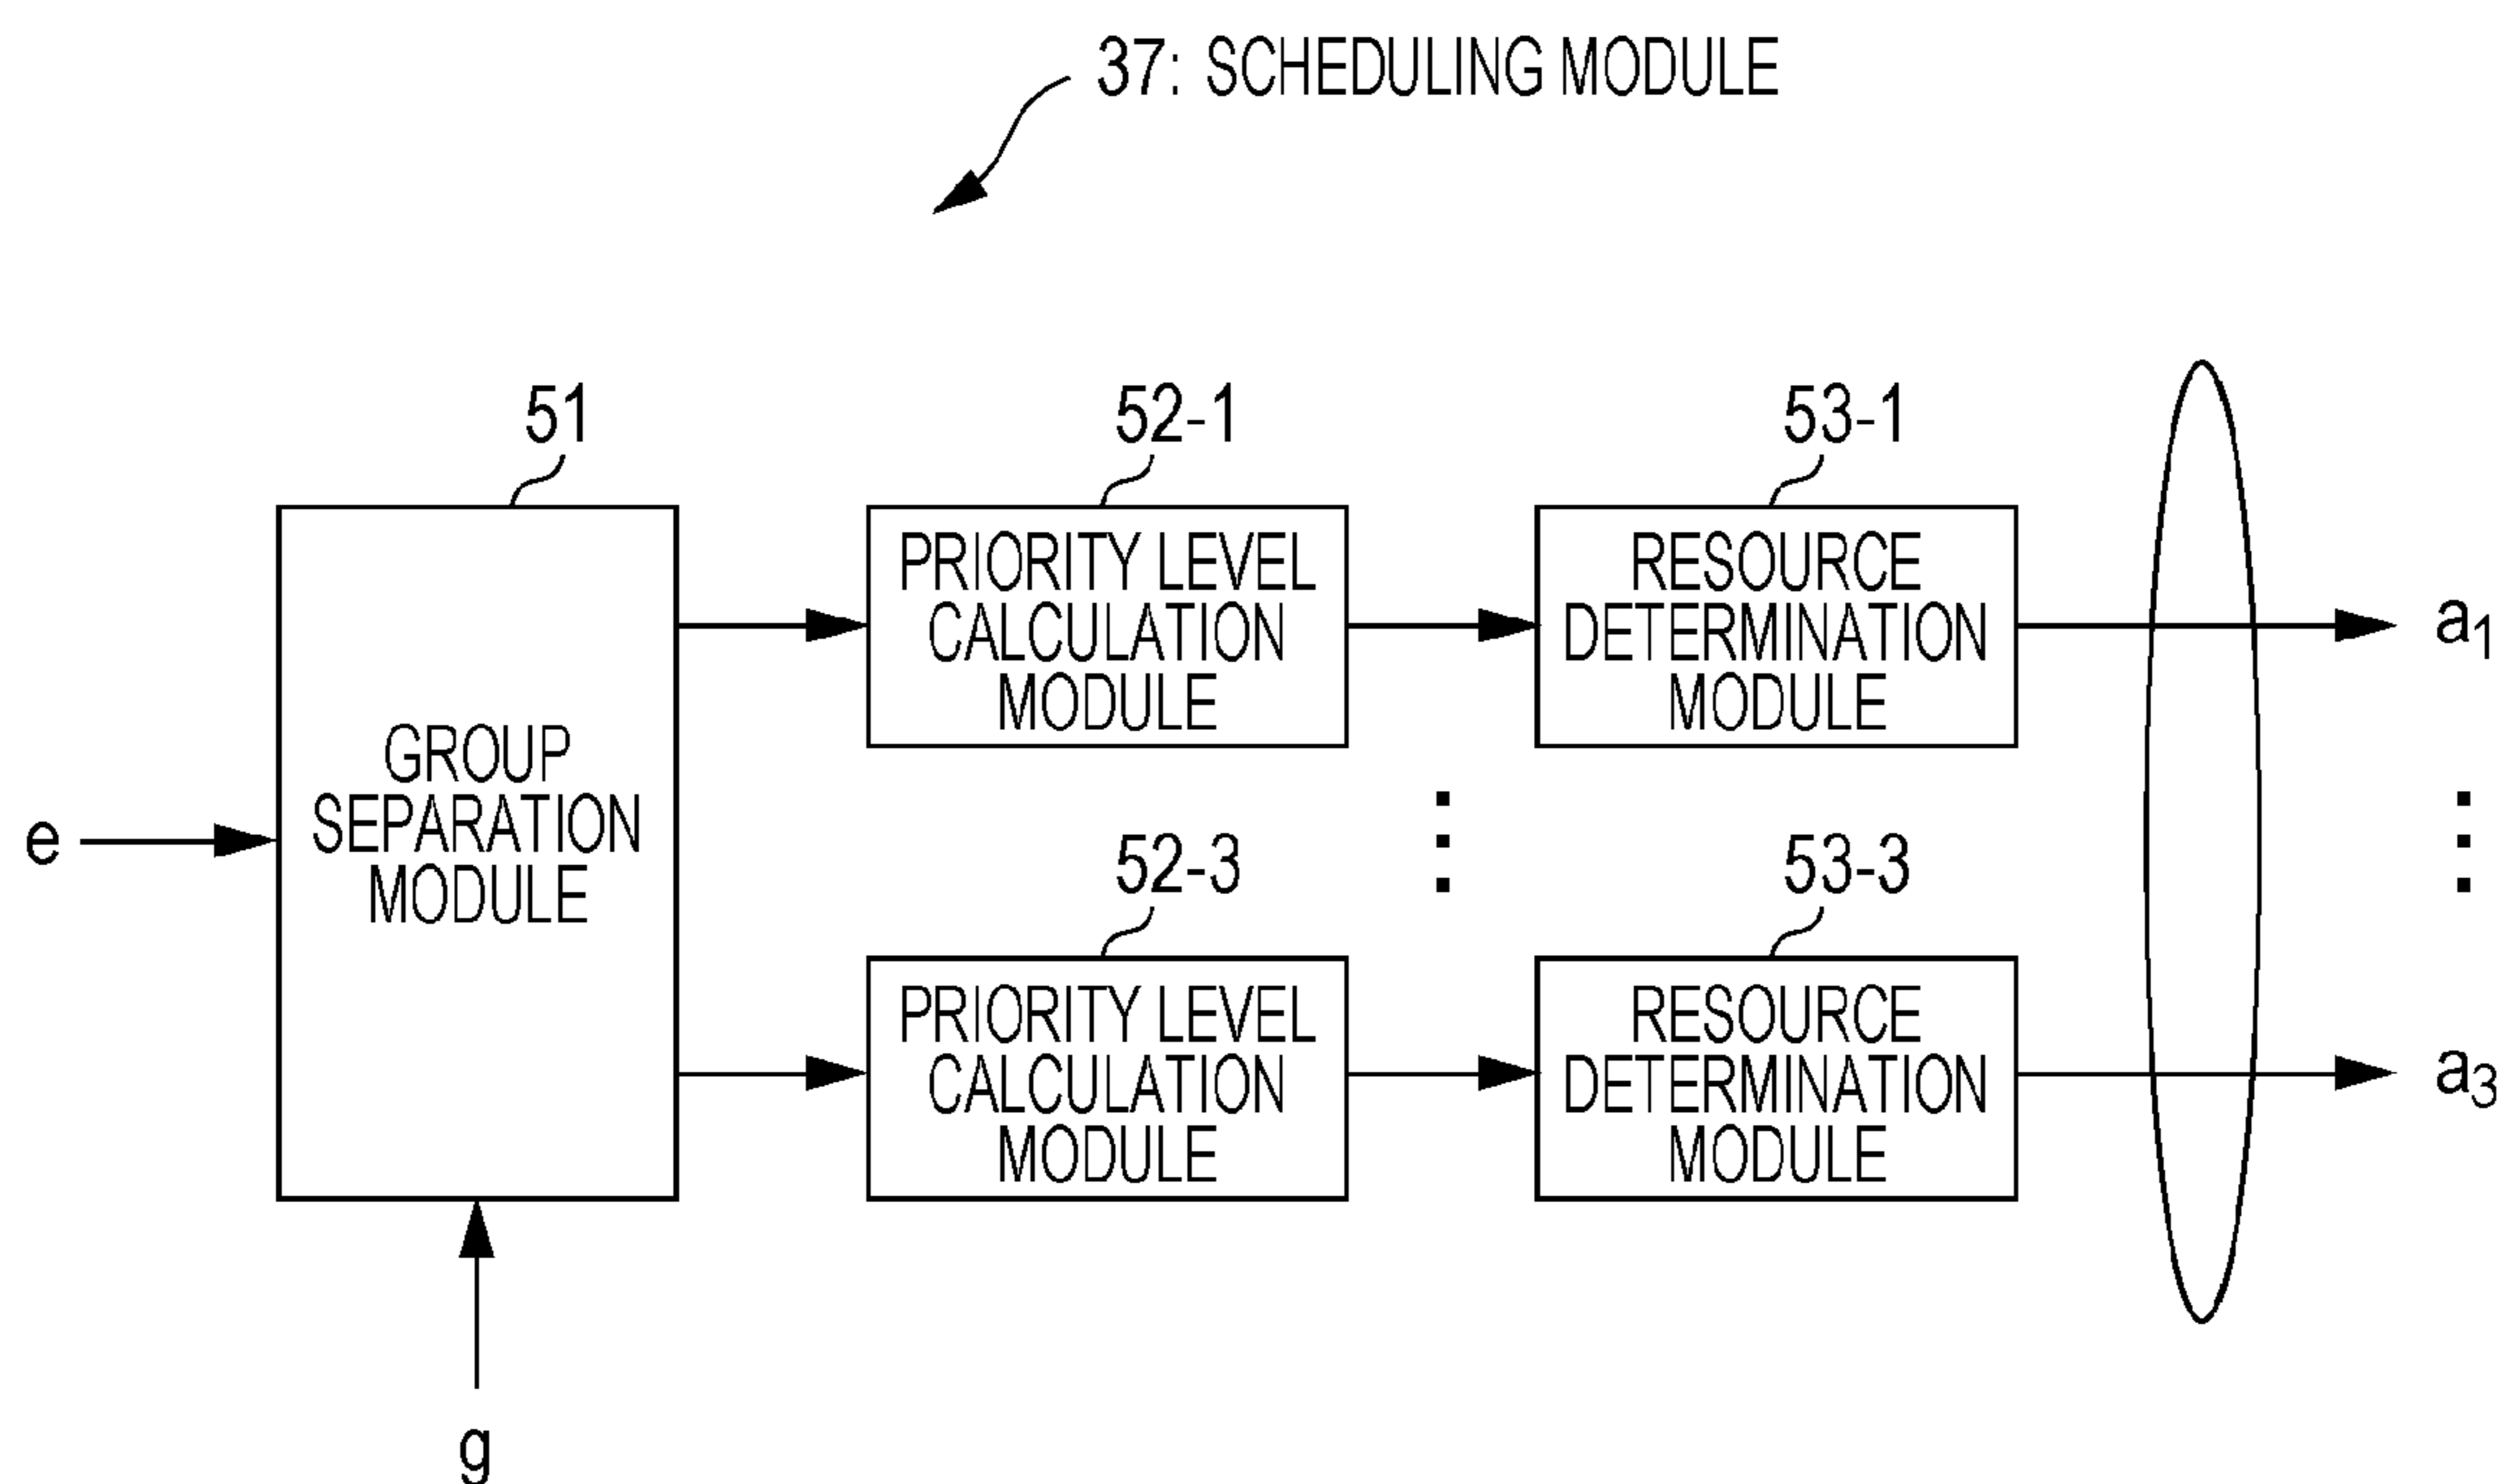 37: SCHEDULING MODULE
51
52-1
53-1
PRIORITY LEVEL
CALCULATION
MODULE
RESOURCE
DETERMINATION
MODULE
a1
GROUP
SEPARATION
MODULE
e
52-3
53-3
PRIORITY LEVEL
CALCULATION
MODULE
RESOURCE
DETERMINATION
MODULE
a3
g